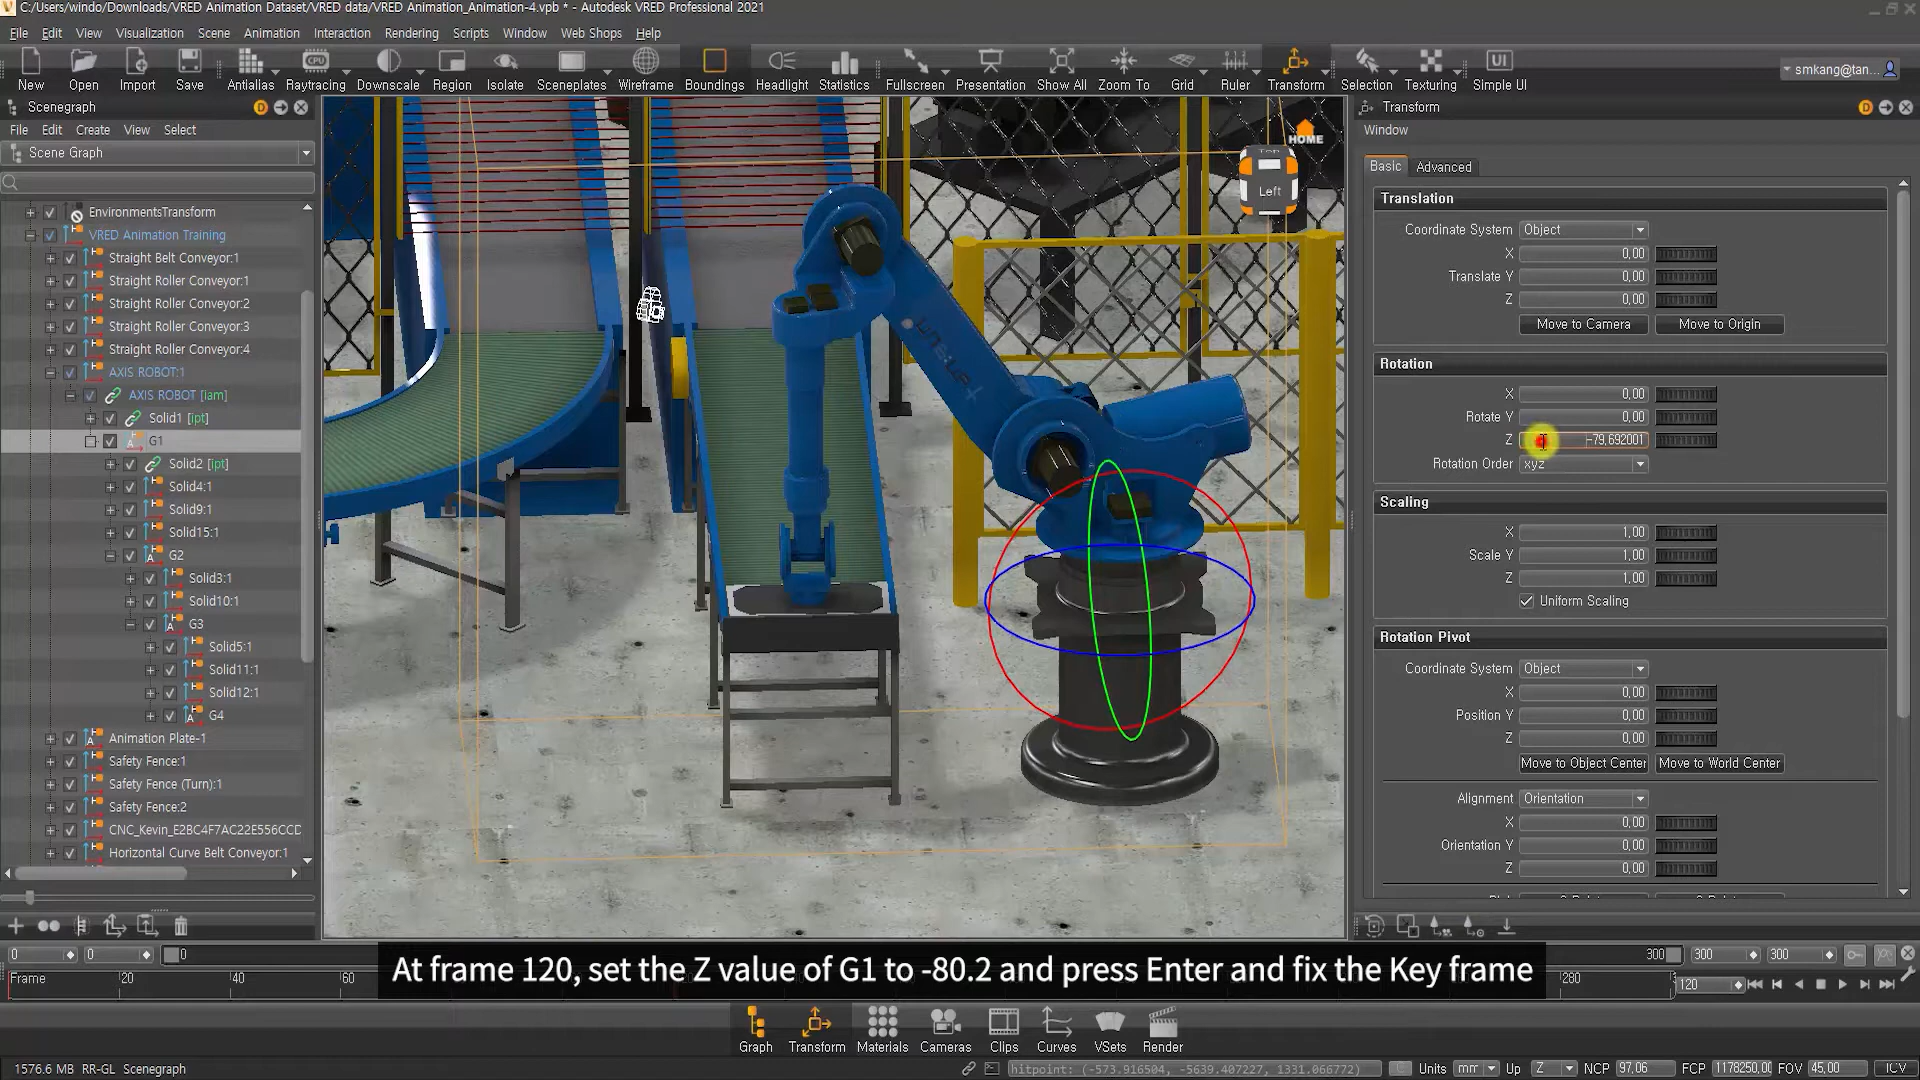 C:/Users/windo/Downloads/VRED Animation Dataset/VRED data/VRED Animation_Animation-4.vpb * - Autodesk VRED Professional 2021
File Edit View Visualization Scene Animation Interaction Rendering Scripts Window Web Shops Help
New Open Import Save Antialias Raytracing Downscale Region Isolate Sceneplates Wireframe Boundings Headlight Statistics Fullscreen Presentation Show All Zoom To Grid Ruler Transform Selection Texturing Simple UI
CPU
UI
smkang@tan...
Scenegraph
D
File Edit Create View Select
Scene Graph
EnvironmentsTransform
VRED Animation Training
Straight Belt Conveyor:1
Straight Roller Conveyor:1
Straight Roller Conveyor:2
Straight Roller Conveyor:3
Straight Roller Conveyor:4
AXIS ROBOT:1
AXIS ROBOT [iam]
Solid1 [ipt]
G1
Solid2 [ipt]
Solid4:1
Solid9:1
Solid15:1
G2
Solid3:1
Solid10:1
G3
Solid5:1
Solid11:1
Solid12:1
G4
Animation Plate-1
Safety Fence:1
Safety Fence (Turn):1
Safety Fence:2
CNC_Kevin_E2BC4F7AC22E556CCD
Horizontal Curve Belt Conveyor:1
HOME
Top
Left
Transform
D
Window
Basic Advanced
Translation
Coordinate System Object
X 0,00
Translate Y 0,00
Z 0,00
Move to Camera Move to Origin
Rotation
X 0,00
Rotate Y 0,00
Z -79,692001
Rotation Order xyz
Scaling
X 1,00
Scale Y 1,00
Z 1,00
Uniform Scaling
Rotation Pivot
Coordinate System Object
X 0,00
Position Y 0,00
Z 0,00
Move to Object Center Move to World Center
Alignment Orientation
X 0,00
Orientation Y 0,00
Z 0,00
0 0 0 300 300 300
Frame 20 40 60 280 120
At frame 120, set the Z value of G1 to -80.2 and press Enter and fix the Key frame
Graph Transform Materials Cameras Clips Curves VSets Render
1576.6 MB RR-GL Scenegraph
hitpoint: (-573.916504, -5639.407227, 1331.066772)
Units mm Up Z NCP 97.06 FCP 1178250,00 FOV 45,00 ICV